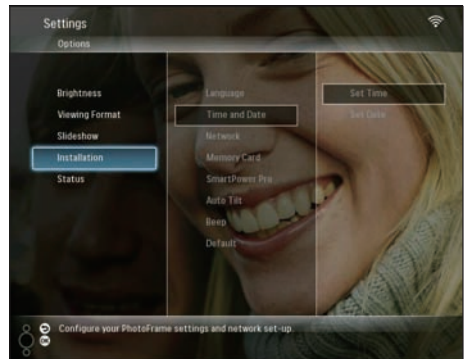 Settings
Options
Brightness
Viewing Format
Slideshow
Installation
Status
Language
Time and Date
Network
Memory Card
SmartPower Pro
Auto Tilt
Beep
Default
Set Time
Set Date
Configure your PhotoFrame settings and network set-up.
OK